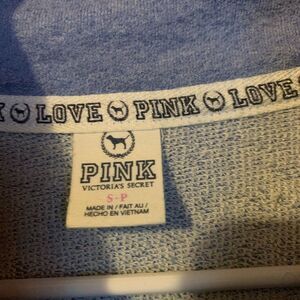 K LOVE PINK LOVE
PINK
VICTORIA'S SECRET
S-P
MADE IN / FAIT AU /
HECHO EN VIETNAM